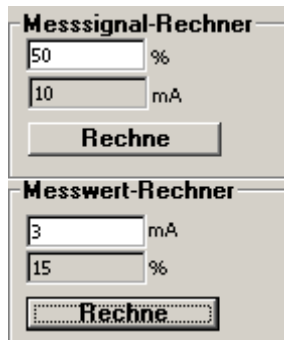 Messsignal-Rechner
50 %
10 mA
Rechne
Messwert-Rechner
3 mA
15 %
Rechne